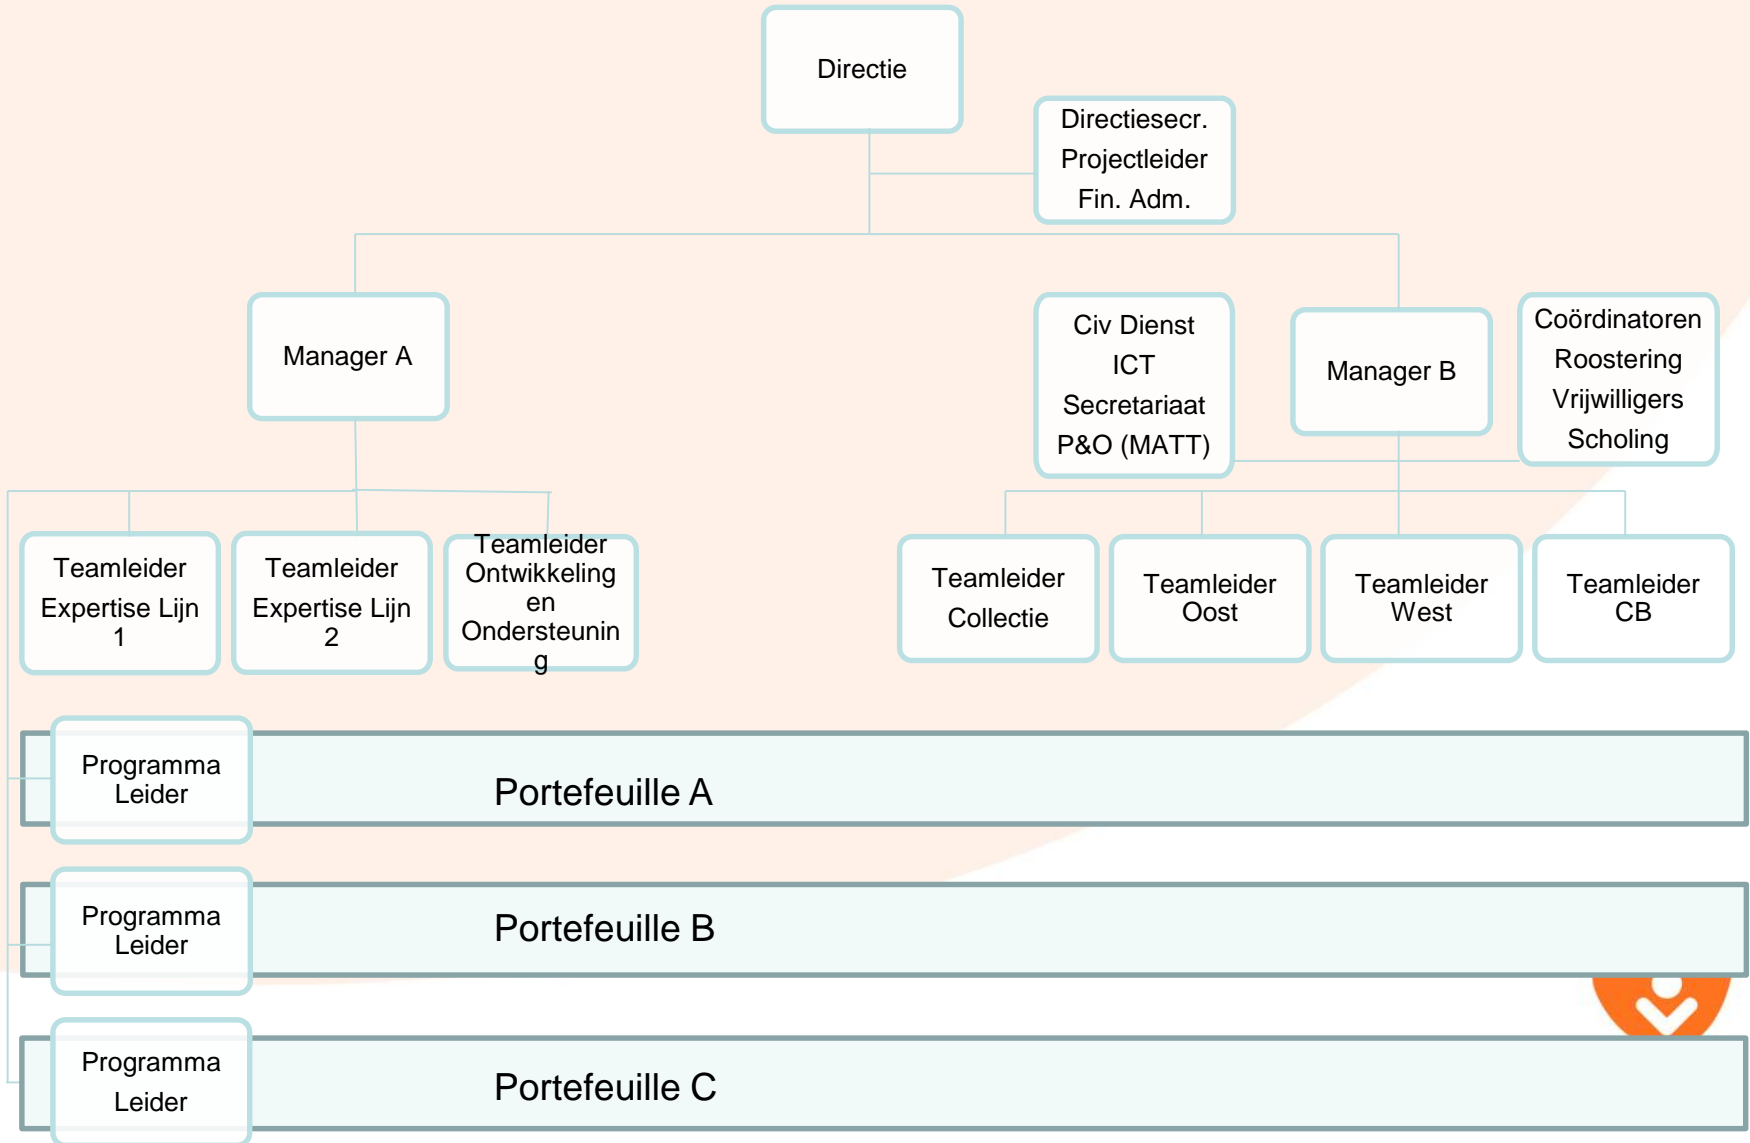 Directie
Directiesecr.
Projectleider
Fin. Adm.
Manager A
Civ Dienst
ICT
Secretariaat
P&O (MATT)
Manager B
Coördinatoren
Roostering
Vrijwilligers
Scholing
Teamleider
Expertise Lijn
1
Teamleider
Expertise Lijn
2
Teamleider
Ontwikkeling
en
Ondersteunin
g
Teamleider
Collectie
Teamleider
Oost
Teamleider
West
Teamleider
CB
Programma
Leider
Portefeuille A
Programma
Leider
Portefeuille B
Programma
Leider
Portefeuille C